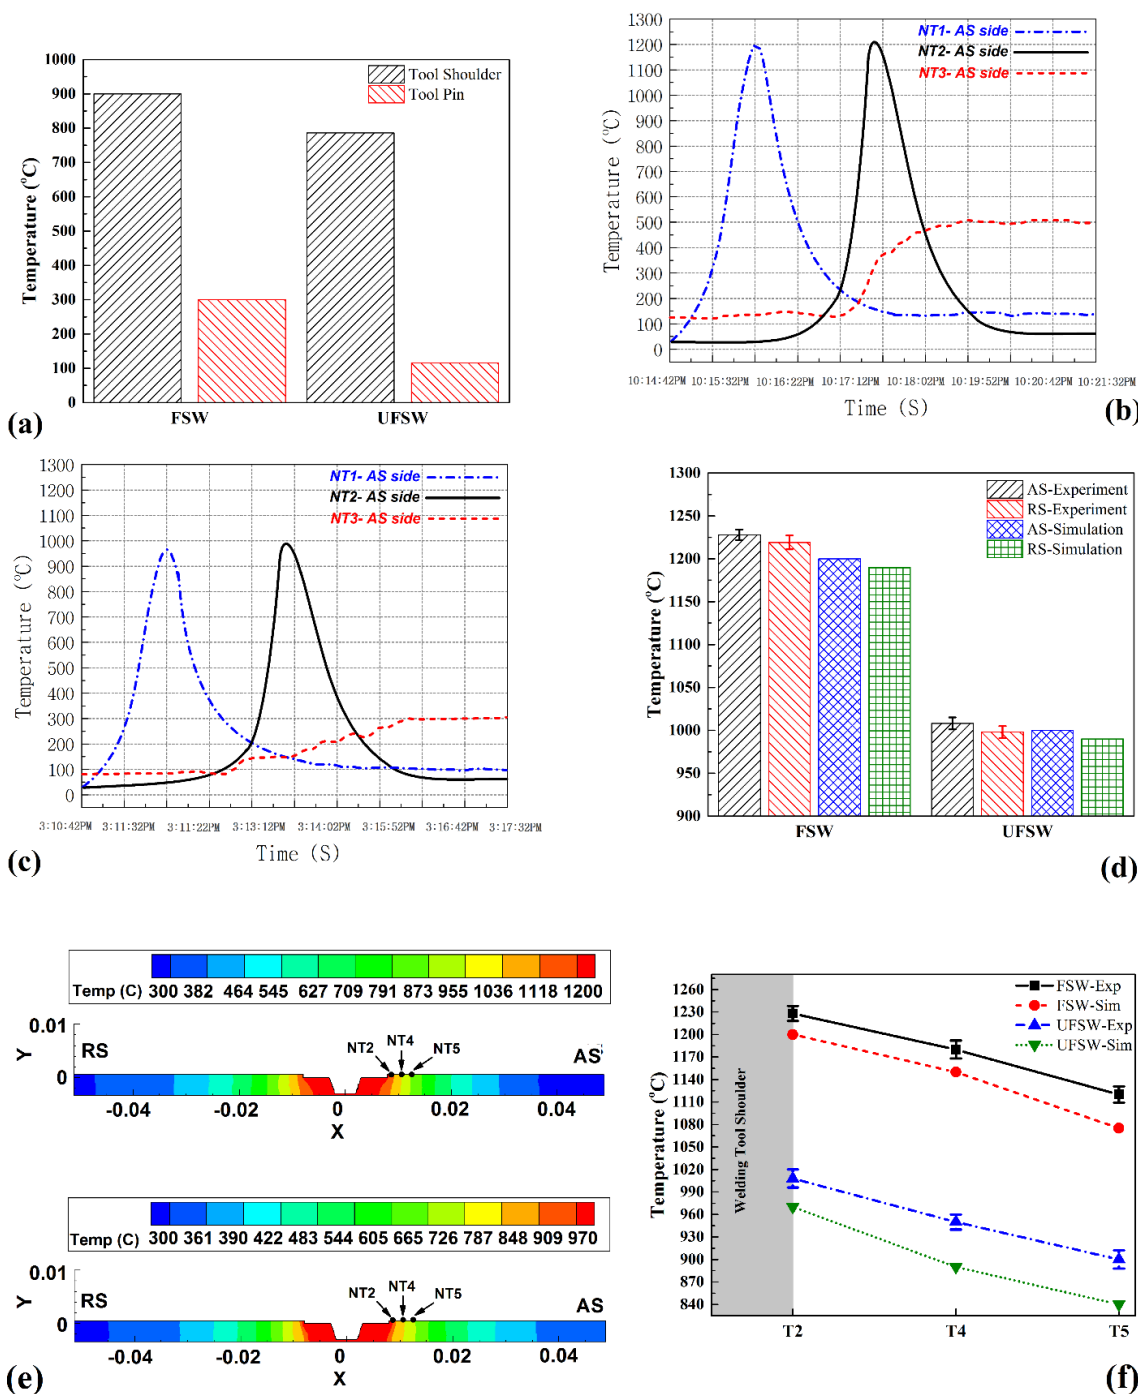 1000
900
800
700
600
500
400
300
200
100
0
Temperature (°C)
Tool Shoulder
Tool Pin
FSW
UFSW
(a)
1300
1200
1100
1000
900
800
700
600
500
400
300
200
100
0
Temperature (℃)
NT1- AS side
NT2- AS side
NT3- AS side
10:14:42PM 10:15:32PM 10:16:22PM 10:17:12PM 10:18:02PM 10:19:52PM 10:20:42PM 10:21:32PM
Time (S)
(b)
1300
1200
1100
1000
900
800
700
600
500
400
300
200
100
0
Temperature (℃)
NT1- AS side
NT2- AS side
NT3- AS side
3:10:42PM 3:11:32PM 3:11:22PM 3:13:12PM 3:14:02PM 3:15:52PM 3:16:42PM 3:17:32PM
Time (S)
(c)
1300
1250
1200
1150
1100
1050
1000
950
900
Temperature (°C)
AS-Experiment
RS-Experiment
AS-Simulation
RS-Simulation
FSW
UFSW
(d)
Temp (C) 300 382 464 545 627 709 791 873 955 1036 1118 1200
0.01
Y
0
RS
NT2
NT4
NT5
AS
-0.04 -0.02 0 0.02 0.04
X
Temp (C) 300 361 390 422 483 544 605 665 726 787 848 909 970
0.01
Y
0
RS
NT2
NT4
NT5
AS
-0.04 -0.02 0 0.02 0.04
X
(e)
1260
1230
1200
1170
1140
1110
1080
1050
1020
990
960
930
900
870
840
Temperature (°C)
Welding Tool Shoulder
FSW-Exp
FSW-Sim
UFSW-Exp
UFSW-Sim
T2
T4
T5
(f)